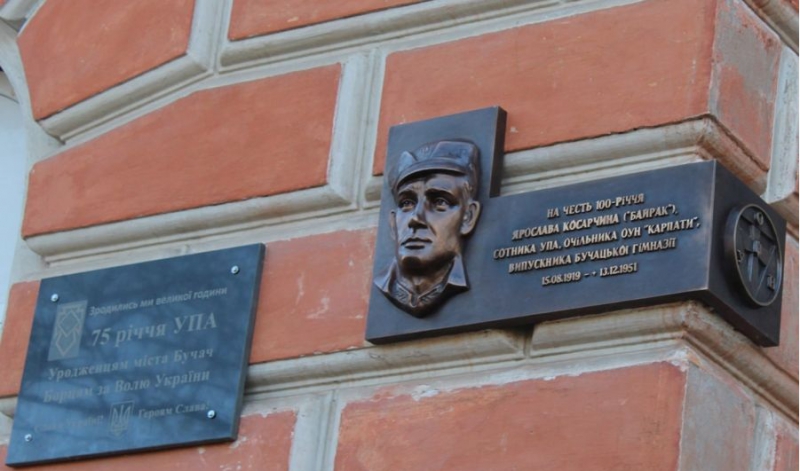 Зродились ми великої години
75 річчя УПА
Уродженцям міста Бучач
Борцям за Волю України
Героям Слава
НА ЧЕСТЬ 100-РІЧЧЯ
ЯРОСЛАВА КОСАРЧИНА ("БАЙРАК"),
СОТНИКА УПА, ОЧІЛЬНИКА ОУН "КАРПАТИ",
ВИПУСКНИКА БУЧАЦЬКОЇ ГІМНАЗІЇ
15.08.1919 – + 13.12.1951